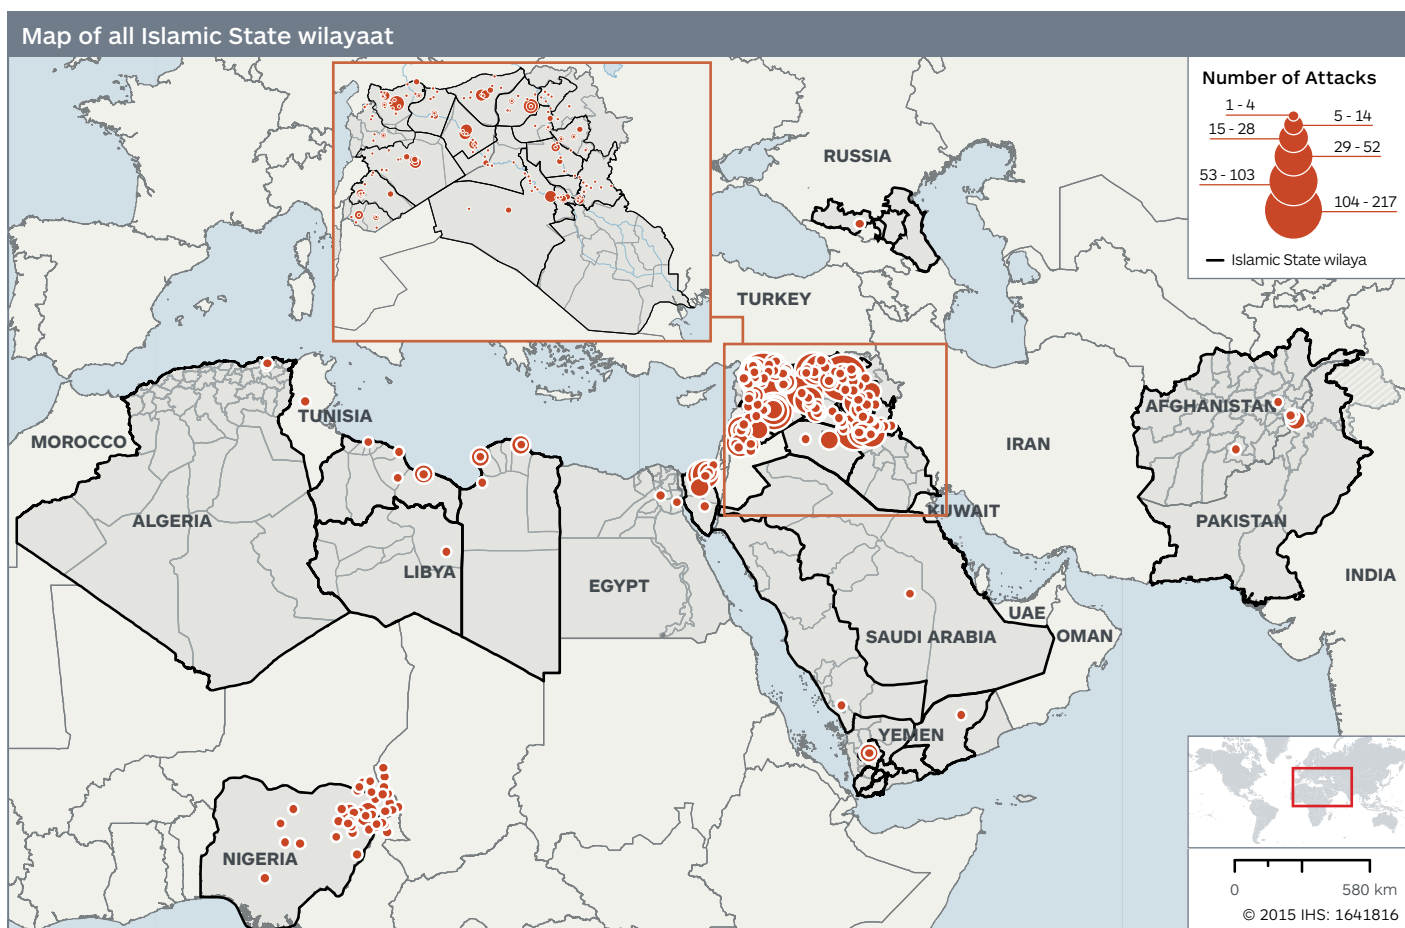 Map of all Islamic State wilayaat
Number of Attacks
1 - 4
5 - 14
15 - 28
29 - 52
53 - 103
104 - 217
Islamic State wilaya
RUSSIA
TURKEY
TUNISIA
MOROCCO
AFGHANISTAN
IRAN
ALGERIA
KUWAIT
PAKISTAN
LIBYA
EGYPT
INDIA
UAE
SAUDI ARABIA
OMAN
YEMEN
NIGERIA
0
580 km
© 2015 IHS: 1641816